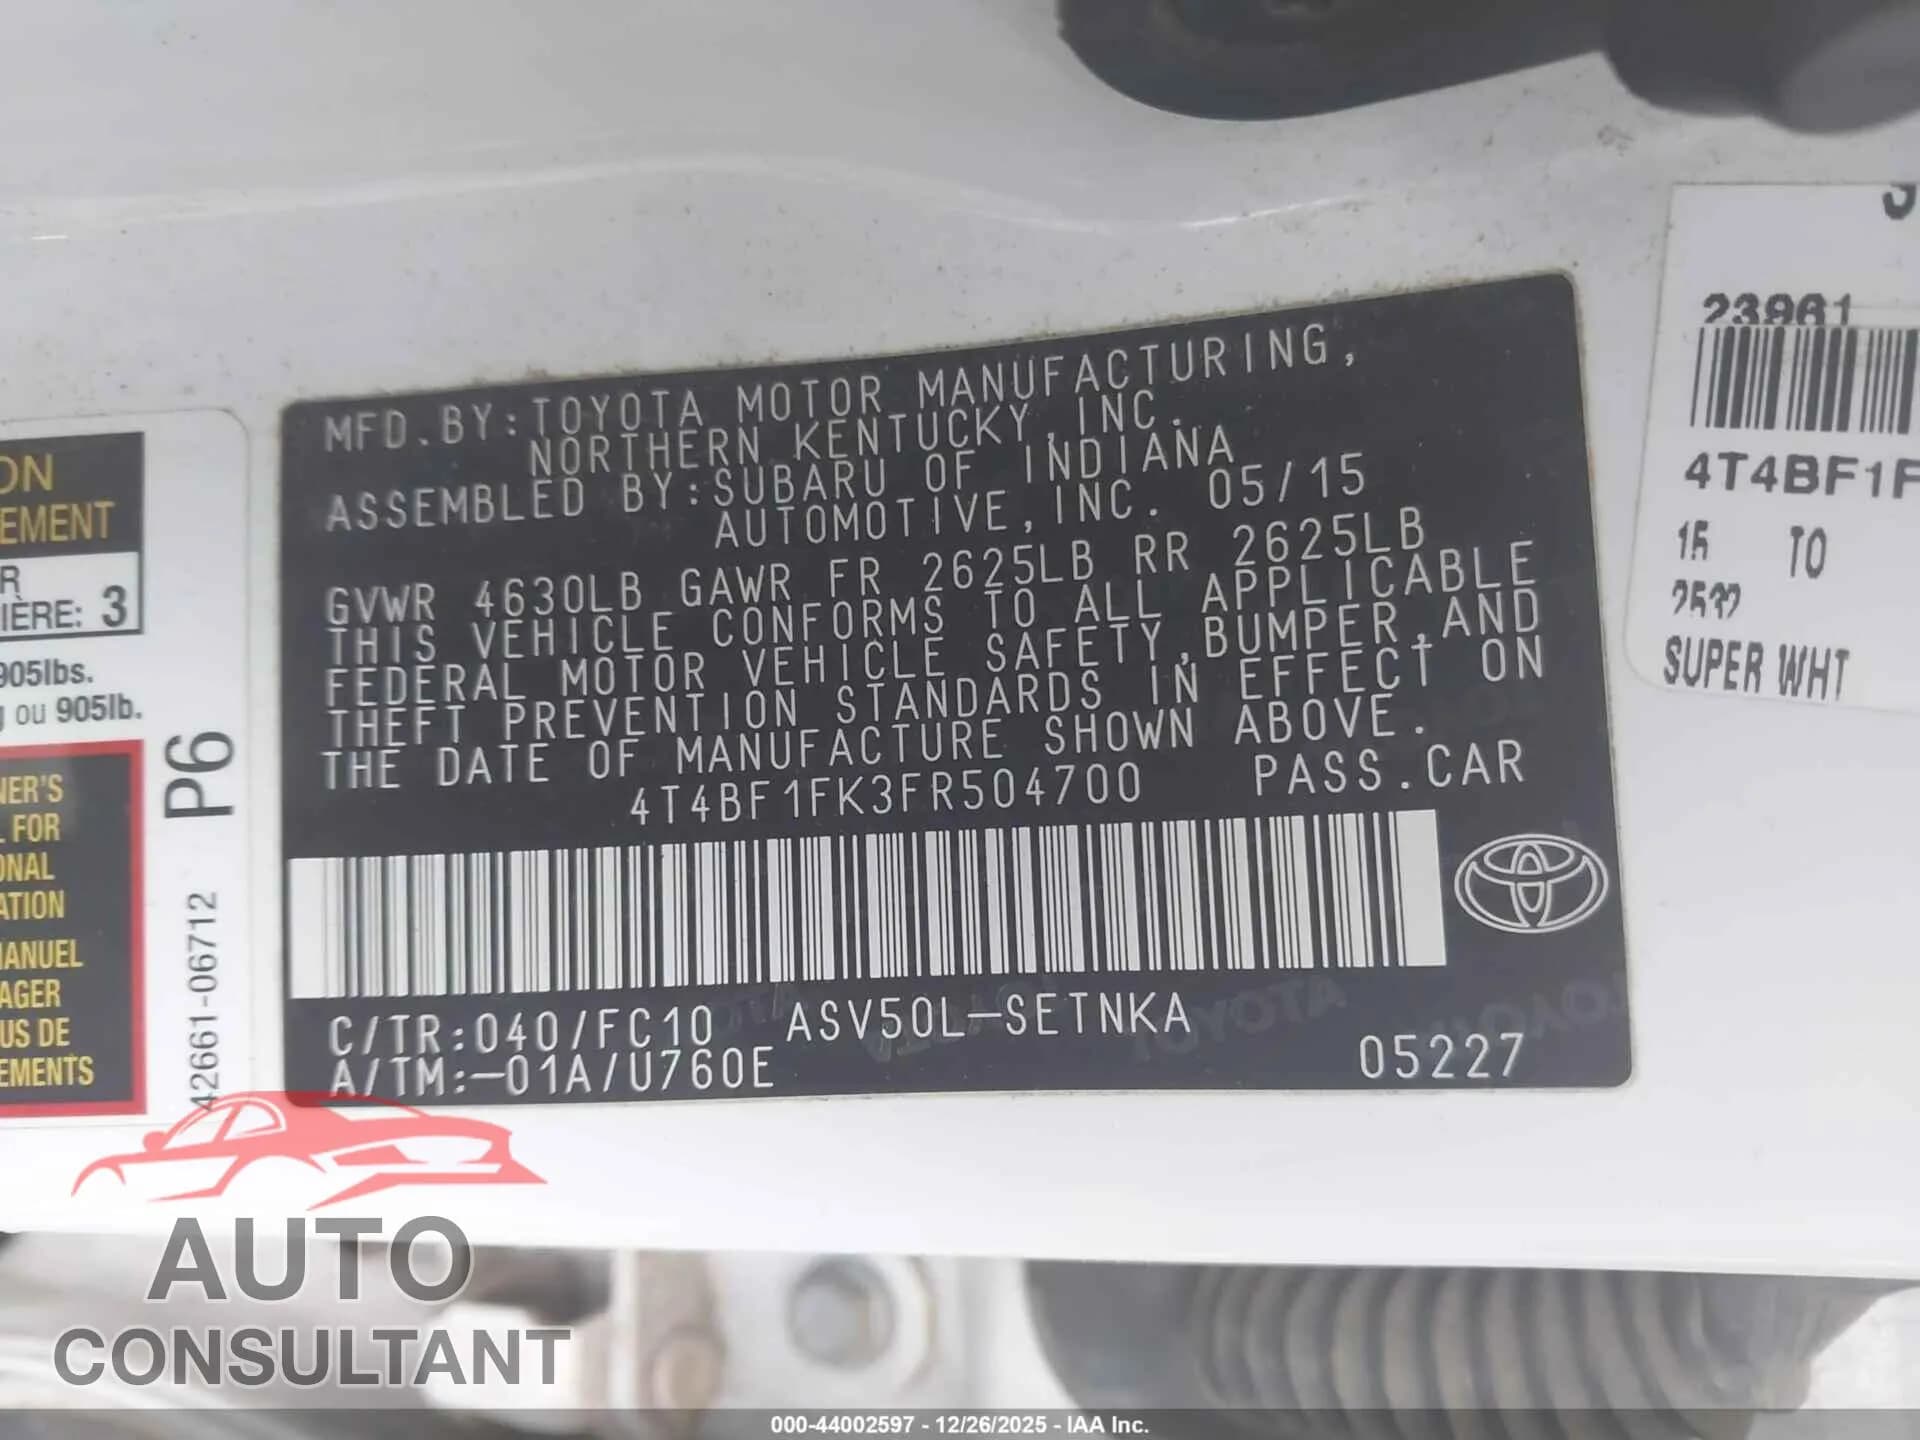 MFD.BY:TOYOTA MOTOR MANUFACTURING,
NORTHERN KENTUCKY,INC.
ASSEMBLED BY:SUBARU OF INDIANA
AUTOMOTIVE,INC. 05/15
GVWR 4630LB GAWR FR 2625LB RR 2625LB
THIS VEHICLE CONFORMS TO ALL APPLICABLE
FEDERAL MOTOR VEHICLE SAFETY,BUMPER,AND
THEFT PREVENTION STANDARDS IN EFFECT ON
THE DATE OF MANUFACTURE SHOWN ABOVE.
4T4BF1FK3FR504700 PASS.CAR
C/TR:040/FC10 ASV50L-SETNKA
A/TM:-01A/U760E 05227
ON
EMENT
R
IÈRE: 3
905lbs.
ou 905lb.
NER'S
L FOR
ONAL
ATION
MANUEL
AGER
US DE
EMENTS
P6
42661-06712
23961
4T4BF1F
15 TO
2532
SUPER WHT
AUTO
CONSULTANT
000-44002597 - 12/26/2025 - IAA Inc.